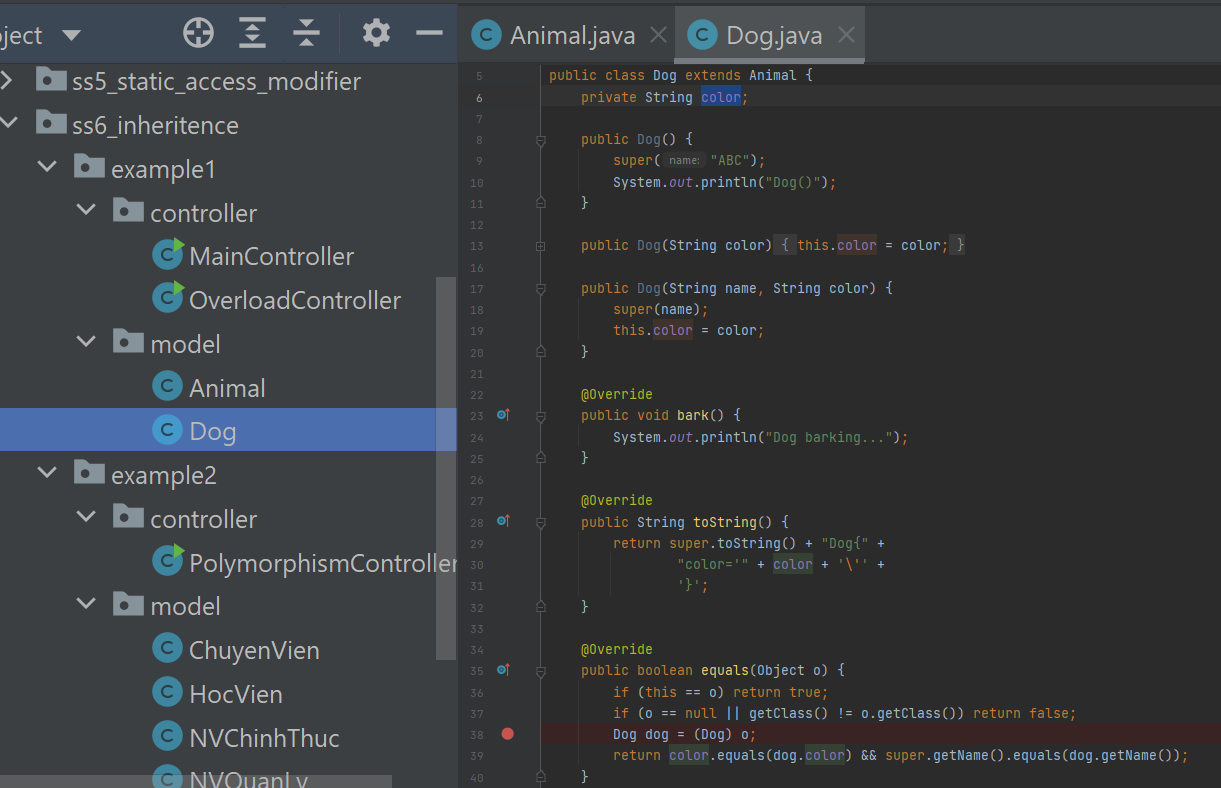 ject
ss5_static_access_modifier
ss6_inheritence
example1
controller
MainController
OverloadController
model
Animal
Dog
example2
controller
PolymorphismController
model
ChuyenVien
HocVien
NVChinhThuc
NVQuanLy
Animal.java
Dog.java
5 public class Dog extends Animal {
6 private String color;
7
8 public Dog() {
9 super( name: "ABC");
10 System.out.println("Dog()");
11 }
12
13 public Dog(String color) { this.color = color; }
16
17 public Dog(String name, String color) {
18 super(name);
19 this.color = color;
20 }
21
22 @Override
23 public void bark() {
24 System.out.println("Dog barking...");
25 }
26
27 @Override
28 public String toString() {
29 return super.toString() + "Dog{" +
30 "color='" + color + '\'' +
31 '}';
32 }
33
34 @Override
35 public boolean equals(Object o) {
36 if (this == o) return true;
37 if (o == null || getClass() != o.getClass()) return false;
38 Dog dog = (Dog) o;
39 return color.equals(dog.color) && super.getName().equals(dog.getName());
40 }